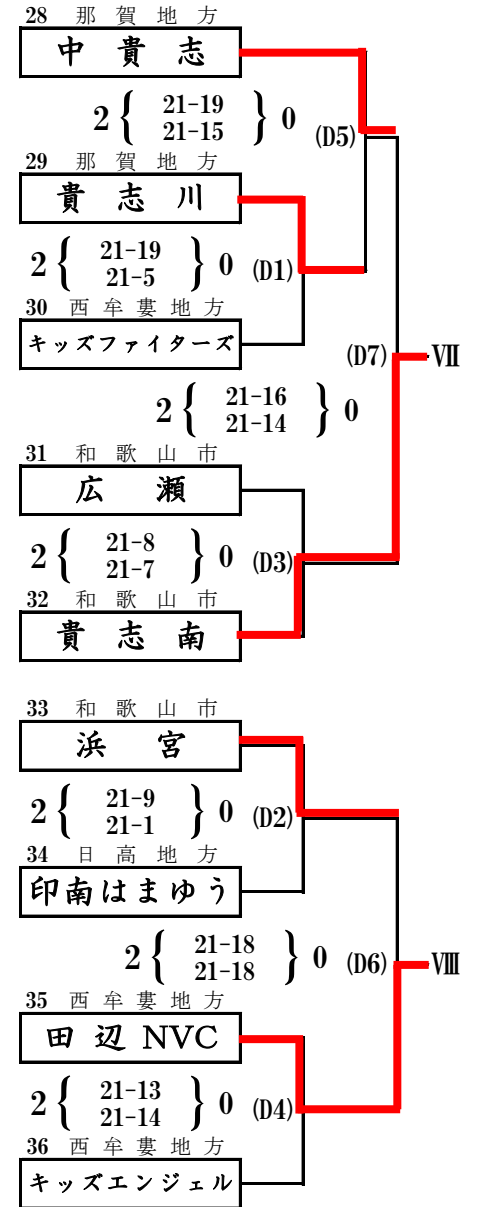 28 那賀地方
中貴志
2 { 21-19 } 0
21-15
(D5)
29 那賀地方
貴志川
2 { 21-19 } 0 (D1)
21-5
30 西牟婁地方
キッズファイターズ
(D7) Ⅶ
2 { 21-16 } 0
21-14
31 和歌山市
広瀬
2 { 21-8 } 0 (D3)
21-7
32 和歌山市
貴志南
33 和歌山市
浜宮
2 { 21-9 } 0 (D2)
21-1
34 日高地方
印南はまゆう
2 { 21-18 } 0 (D6) Ⅷ
21-18
35 西牟婁地方
田辺NVC
2 { 21-13 } 0 (D4)
21-14
36 西牟婁地方
キッズエンジェル